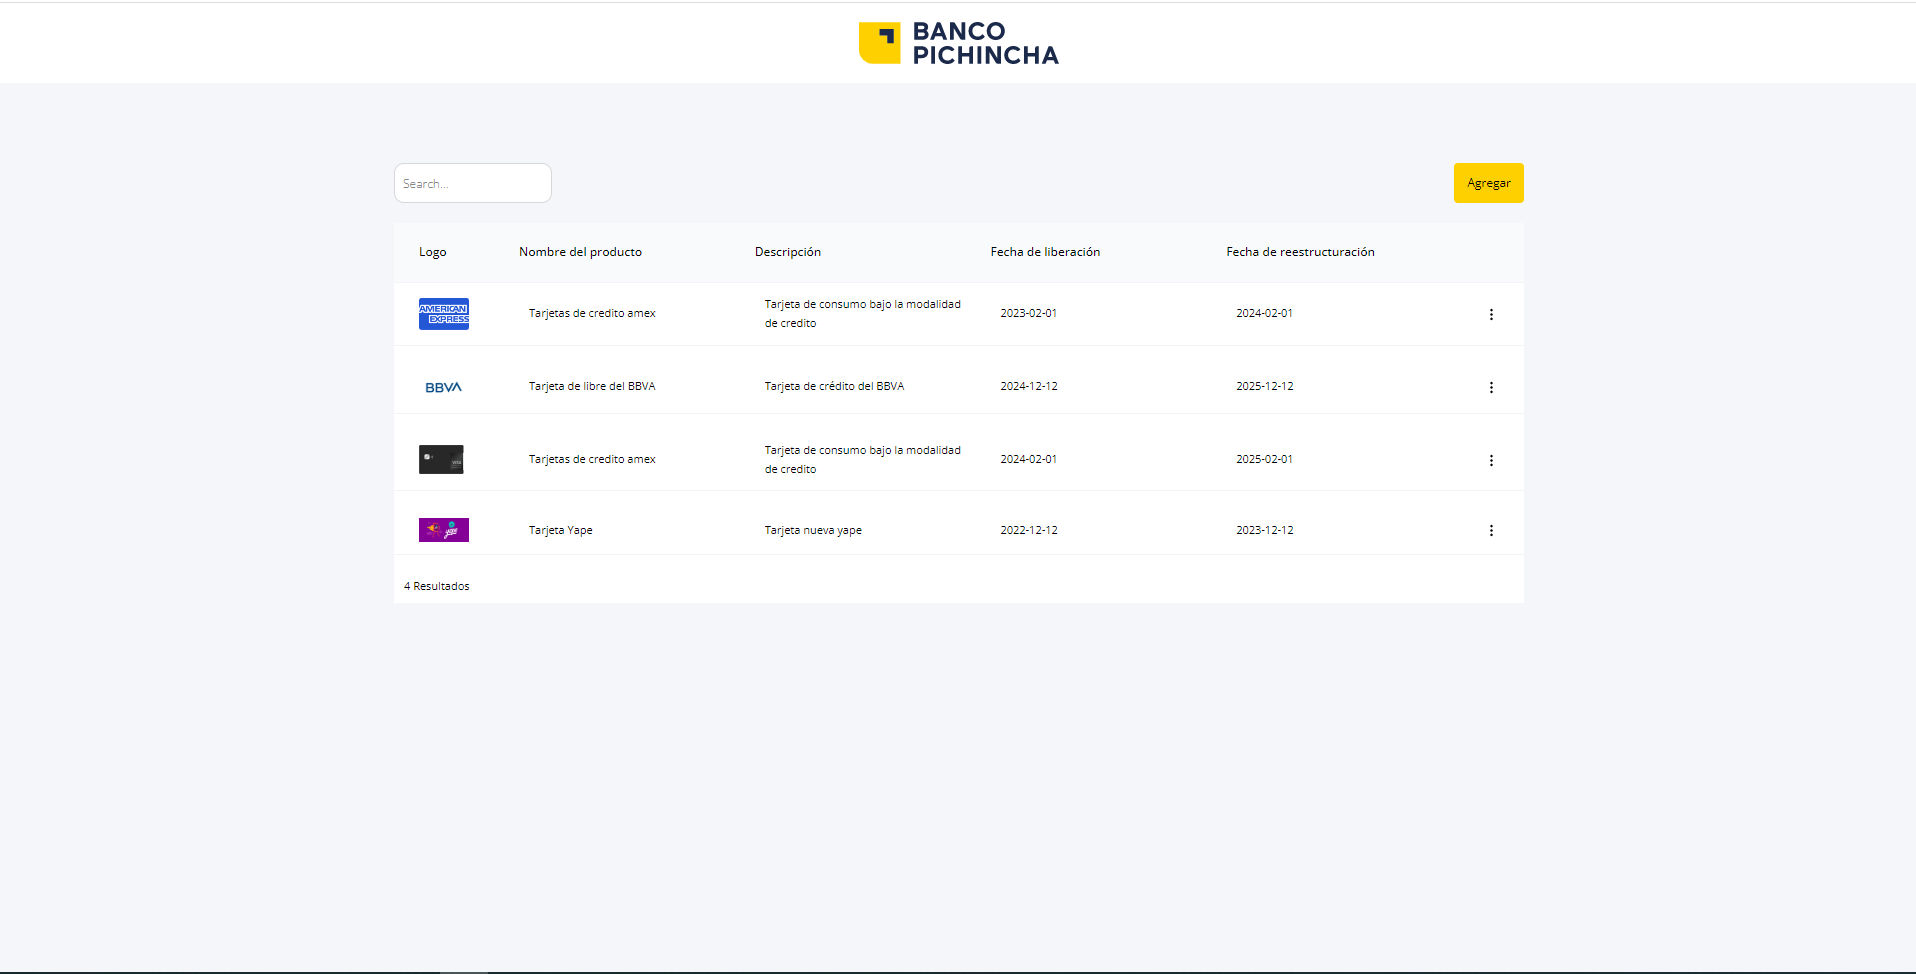 BANCO
PICHINCHA
Search...
Agregar
Logo Nombre del producto Descripción Fecha de liberación Fecha de reestructuración
AMERICAN
EXPRESS
Tarjetas de credito amex
Tarjeta de consumo bajo la modalidad
de credito
2023-02-01
2024-02-01
BBVA
Tarjeta de libre del BBVA
Tarjeta de crédito del BBVA
2024-12-12
2025-12-12
VISA
Tarjetas de credito amex
Tarjeta de consumo bajo la modalidad
de credito
2024-02-01
2025-02-01
yape
Tarjeta Yape
Tarjeta nueva yape
2022-12-12
2023-12-12
4 Resultados